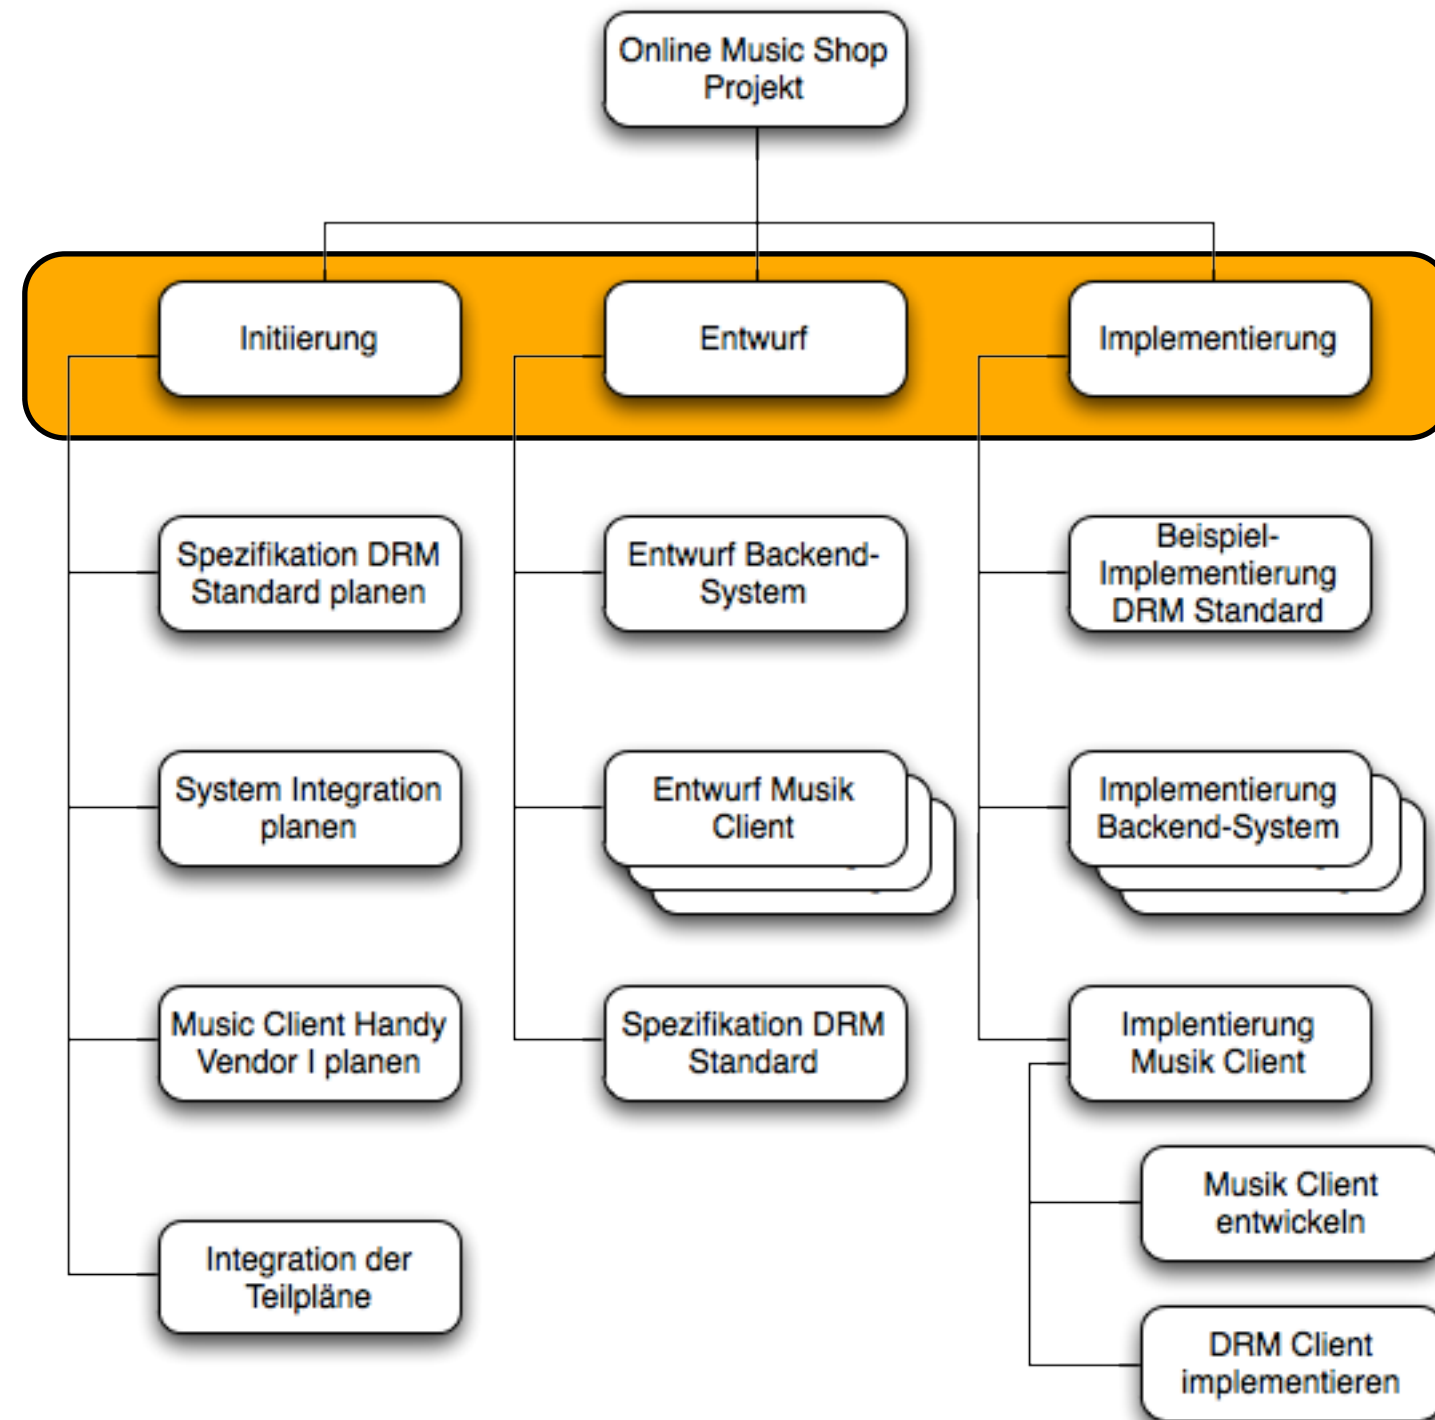 Online Music Shop
Projekt
Initiierung
Entwurf
Implementierung
Spezifikation DRM
Standard planen
Entwurf Backend-
System
Beispiel-
Implementierung
DRM Standard
System Integration
planen
Entwurf Musik
Client
Implementierung
Backend-System
Music Client Handy
Vendor I planen
Spezifikation DRM
Standard
Implentierung
Musik Client
Musik Client
entwickeln
Integration der
Teilpläne
DRM Client
implementieren